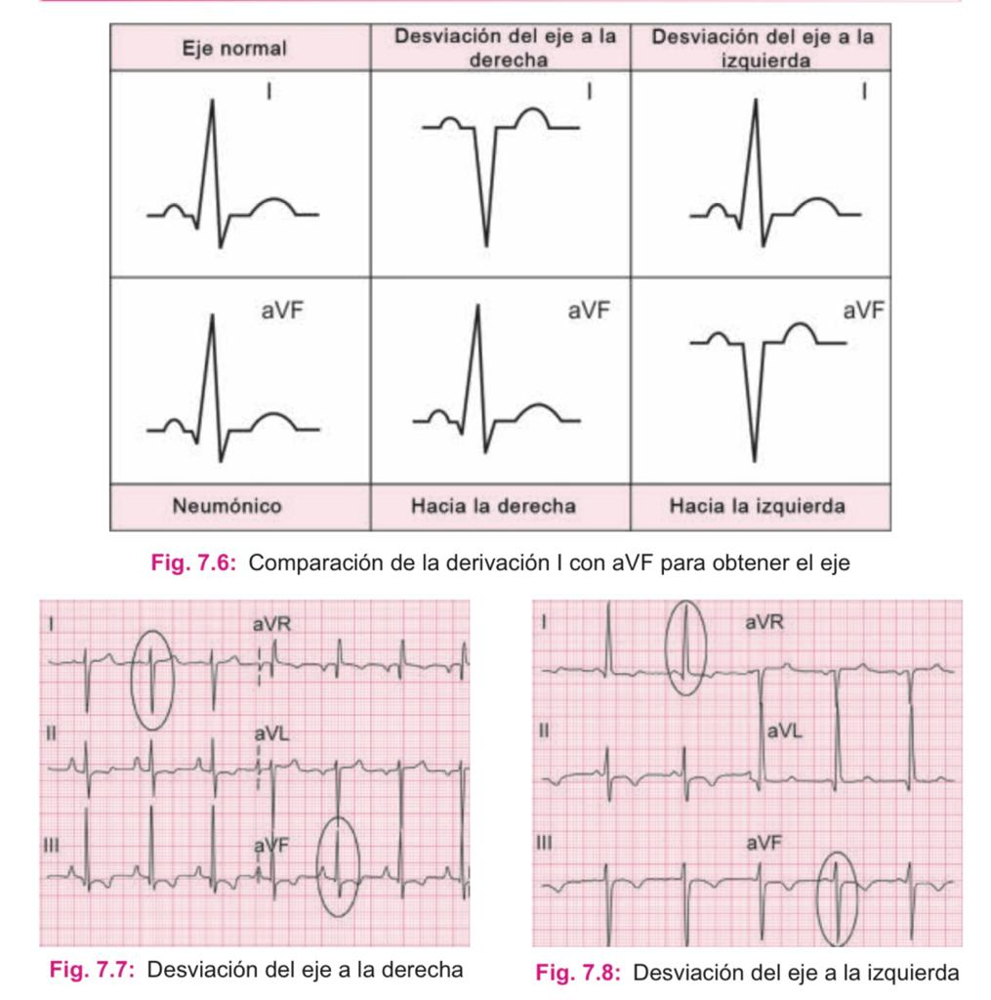 Eje normal
Desviación del eje a la
derecha
Desviación del eje a la
izquierda
I
I
I
aVF
aVF
aVF
Neumónico
Hacia la derecha
Hacia la izquierda
Fig. 7.6: Comparación de la derivación I con aVF para obtener el eje
I
aVR
II
aVL
III
aVF
Fig. 7.7: Desviación del eje a la derecha
I
aVR
II
aVL
III
aVF
Fig. 7.8: Desviación del eje a la izquierda